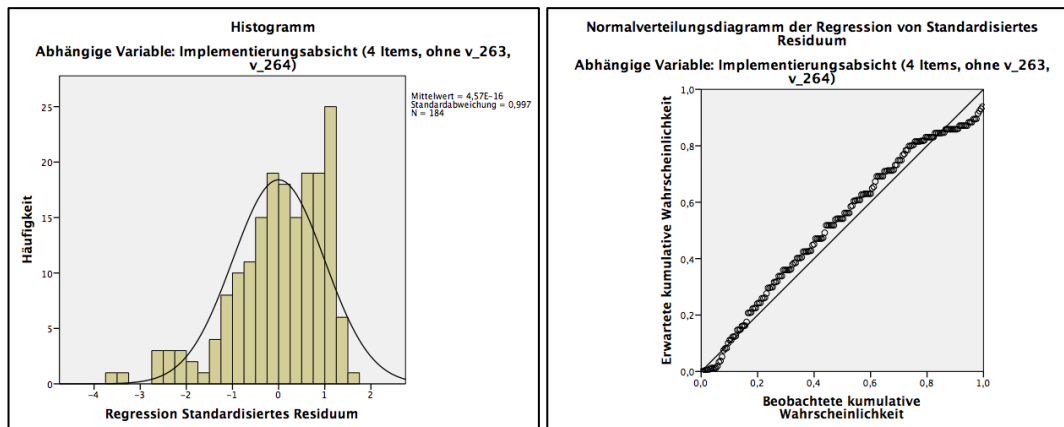 Histogramm
Abhängige Variable: Implementierungsabsicht (4 Items, ohne v_263,
v_264)
Mittelwert = 4,57E-16
Standardabweichung = 0,997
N = 184
25
20
15
10
5
0
Häufigkeit
-4 -3 -2 -1 0 1 2
Regression Standardisiertes Residuum
Normalverteilungsdiagramm der Regression von Standardisiertes
Residuum
Abhängige Variable: Implementierungsabsicht (4 Items, ohne v_263,
v_264)
1,0
0,8
0,6
0,4
0,2
0,0
Erwartete kumulative Wahrscheinlichkeit
0,0 0,2 0,4 0,6 0,8 1,0
Beobachtete kumulative
Wahrscheinlichkeit